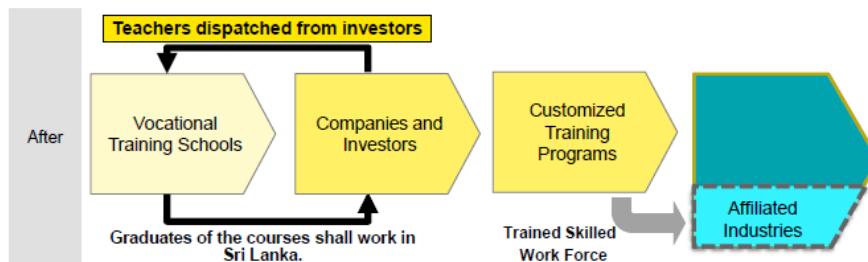 Teachers dispatched from investors
After
Vocational
Training Schools
Companies and
Investors
Customized
Training
Programs
Affiliated
Industries
Graduates of the courses shall work in
Sri Lanka.
Trained Skilled
Work Force